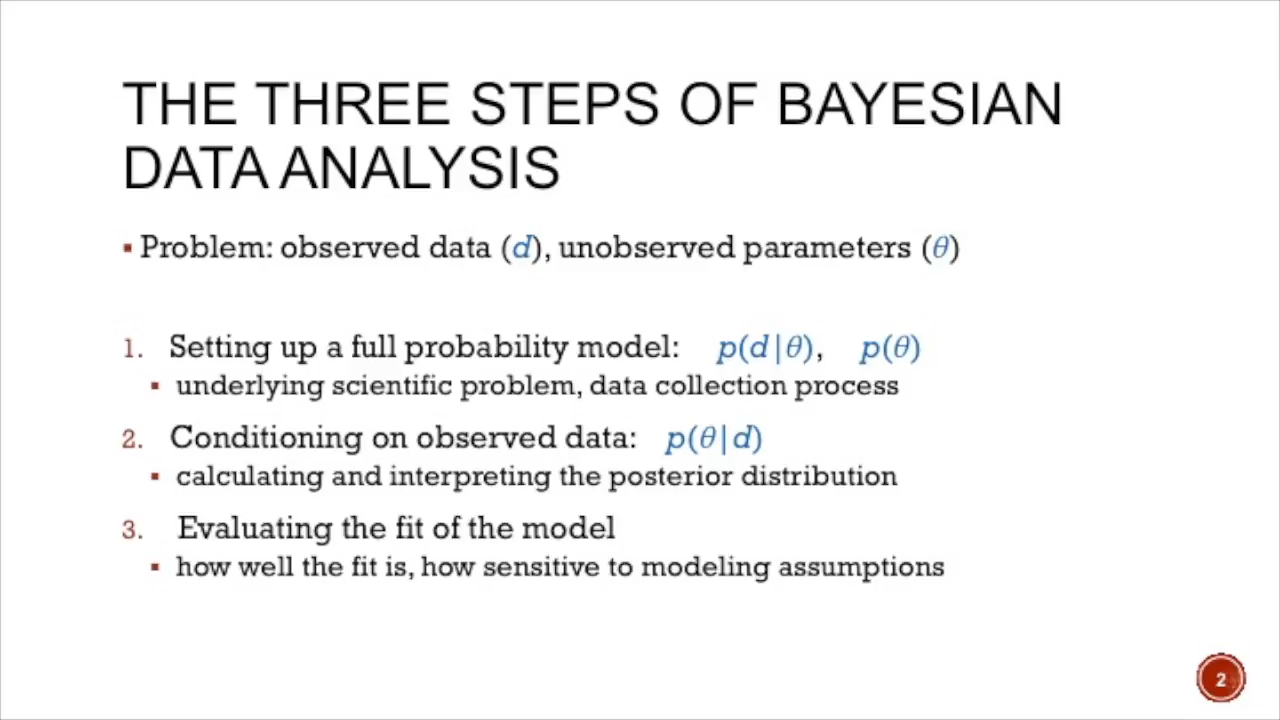 THE THREE STEPS OF BAYESIAN
DATA ANALYSIS
▪ Problem: observed data (d), unobserved parameters (θ)
1. Setting up a full probability model: p(d|θ), p(θ)
▪ underlying scientific problem, data collection process
2. Conditioning on observed data: p(θ|d)
▪ calculating and interpreting the posterior distribution
3. Evaluating the fit of the model
▪ how well the fit is, how sensitive to modeling assumptions
2